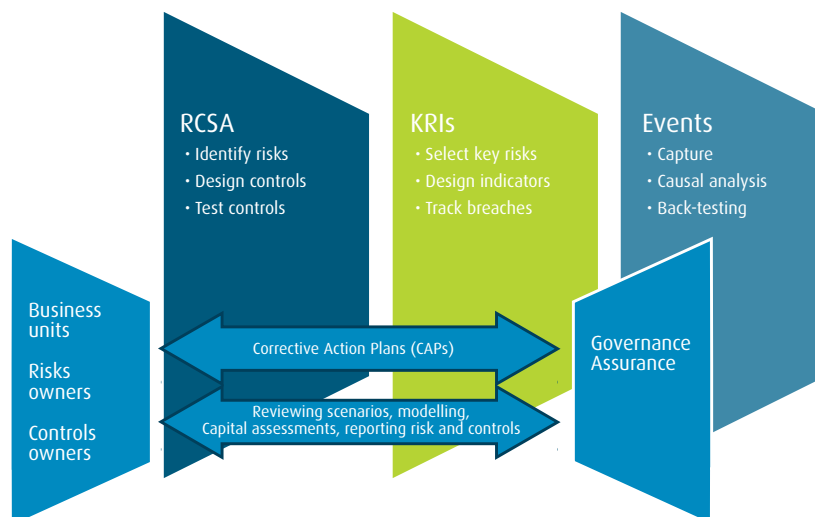 RCSA
· Identify risks
· Design controls
· Test controls
KRIs
· Select key risks
· Design indicators
· Track breaches
Events
· Capture
· Causal analysis
· Back-testing
Business
units
Risks
owners
Controls
owners
Corrective Action Plans (CAPs)
Reviewing scenarios, modelling,
Capital assessments, reporting risk and controls
Governance
Assurance